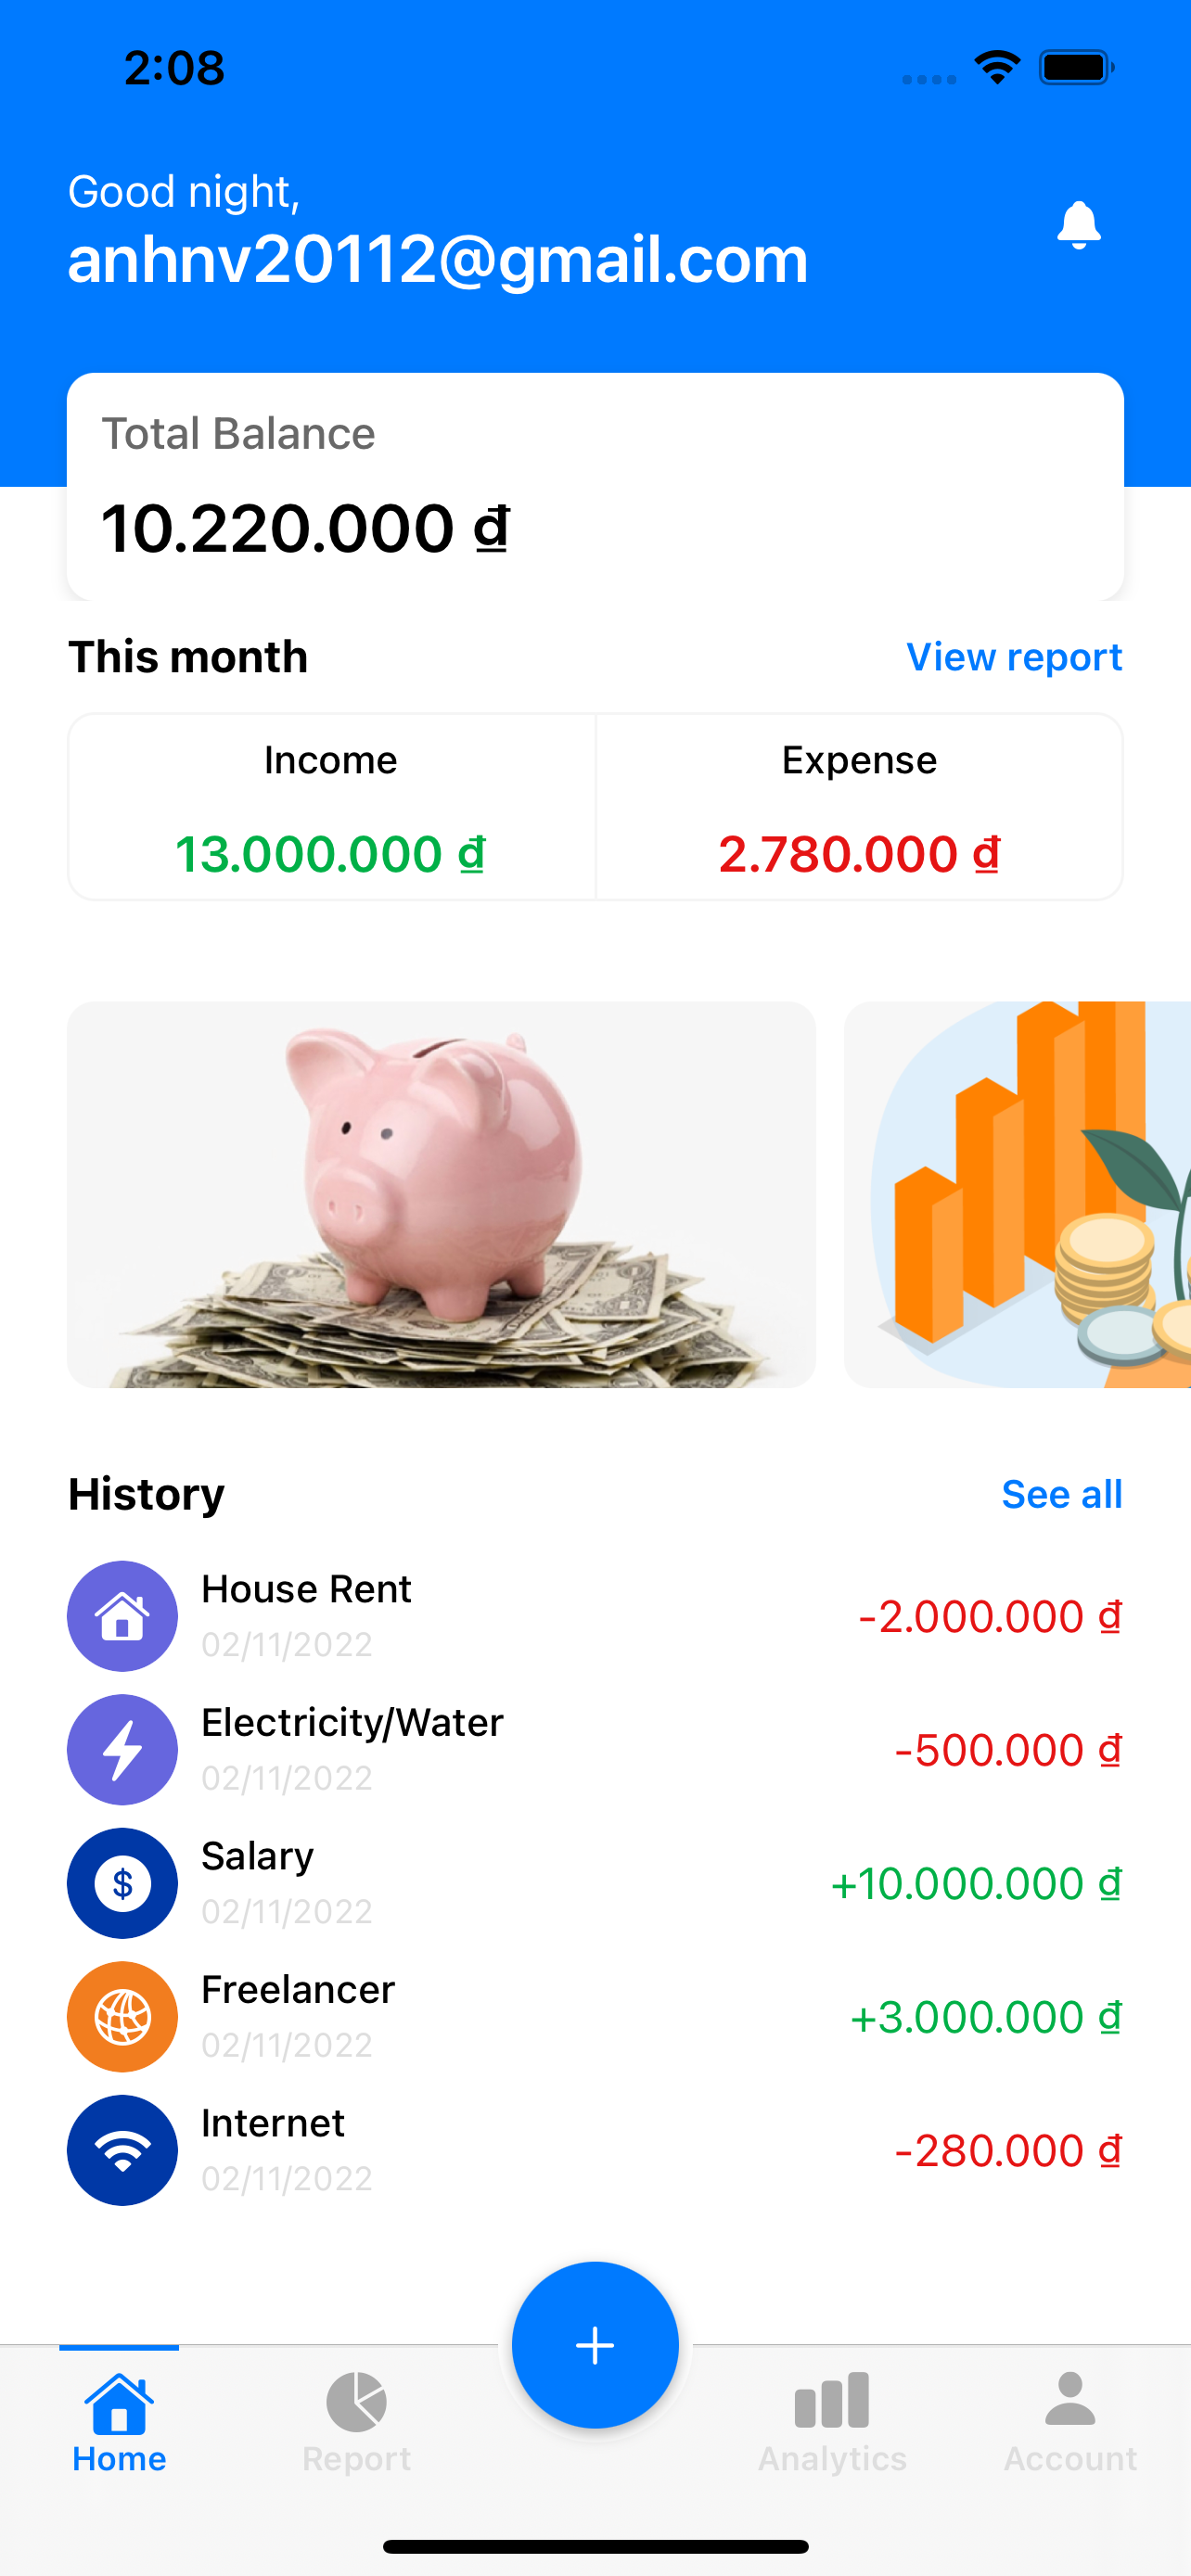 2:08
Good night,
anhnv20112@gmail.com
Total Balance
10.220.000 ₫
This month
View report
Income
Expense
13.000.000 ₫
2.780.000 ₫
History
See all
House Rent
02/11/2022
-2.000.000 ₫
Electricity/Water
02/11/2022
-500.000 ₫
$
Salary
02/11/2022
+10.000.000 ₫
Freelancer
02/11/2022
+3.000.000 ₫
Internet
02/11/2022
-280.000 ₫
+
Home
Report
Analytics
Account